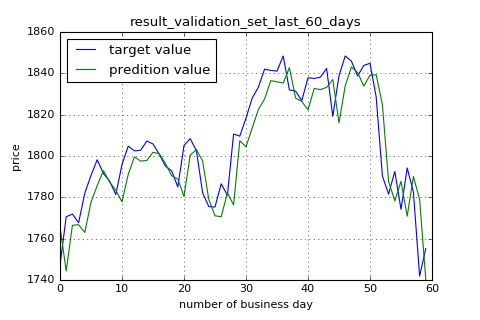 result_validation_set_last_60_days
target value
predition value
price
1860
1840
1820
1800
1780
1760
1740
0 10 20 30 40 50 60
number of business day